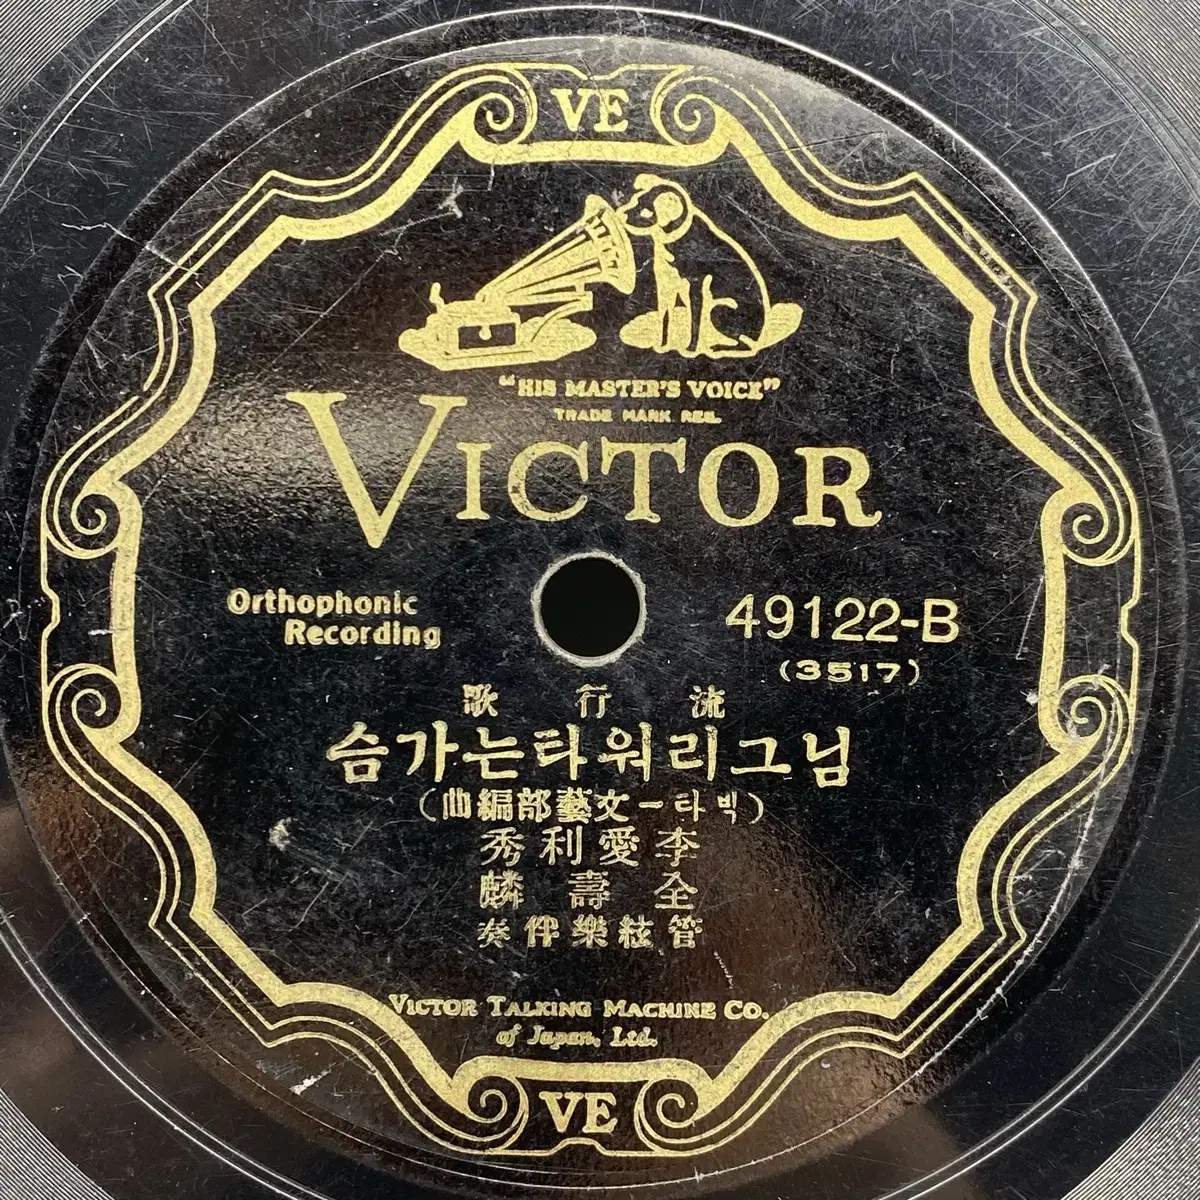 VE
"HIS MASTER'S VOICE"
TRADE MARK REG.
VICTOR
Orthophonic
Recording
49122-B
(3517)
流行歌
님그리워타는가슴
(빅타ー文藝部編曲)
李愛利秀
全壽麟
管絃樂伴奏
VICTOR TALKING MACHINE CO.
of Japan, Ltd.
VE